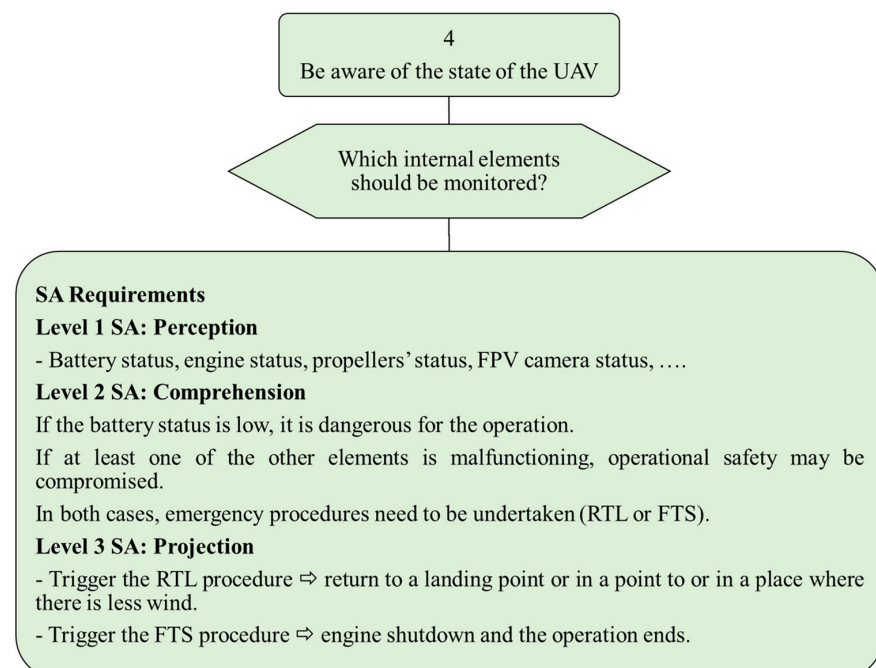 4
Be aware of the state of the UAV
Which internal elements
should be monitored?
SA Requirements
Level 1 SA: Perception
- Battery status, engine status, propellers’ status, FPV camera status, ….
Level 2 SA: Comprehension
If the battery status is low, it is dangerous for the operation.
If at least one of the other elements is malfunctioning, operational safety may be
compromised.
In both cases, emergency procedures need to be undertaken (RTL or FTS).
Level 3 SA: Projection
- Trigger the RTL procedure ⇨ return to a landing point or in a point to or in a place where
there is less wind.
- Trigger the FTS procedure ⇨ engine shutdown and the operation ends.